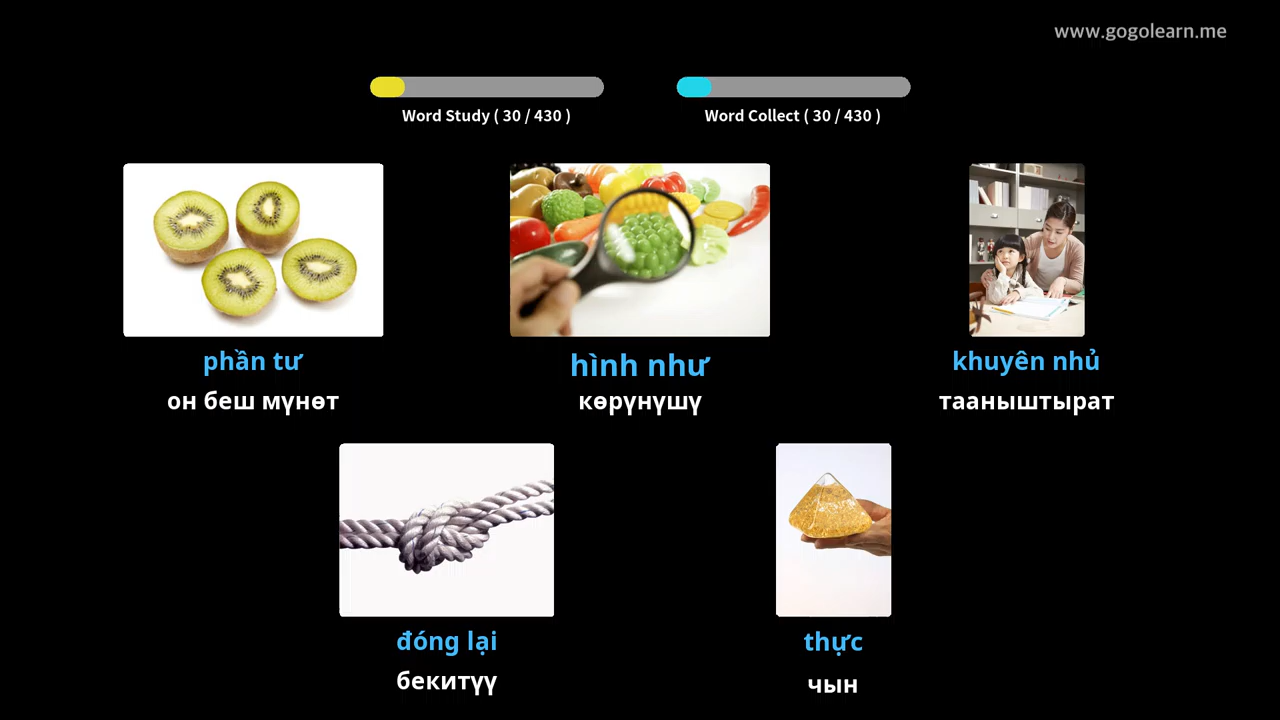 www.gogolearn.me
Word Study ( 30 / 430 )
Word Collect ( 30 / 430 )
phần tư
он беш мүнөт
hình như
көрүнүшү
khuyên nhủ
тааныштырат
đóng lại
бекитүү
thực
чын